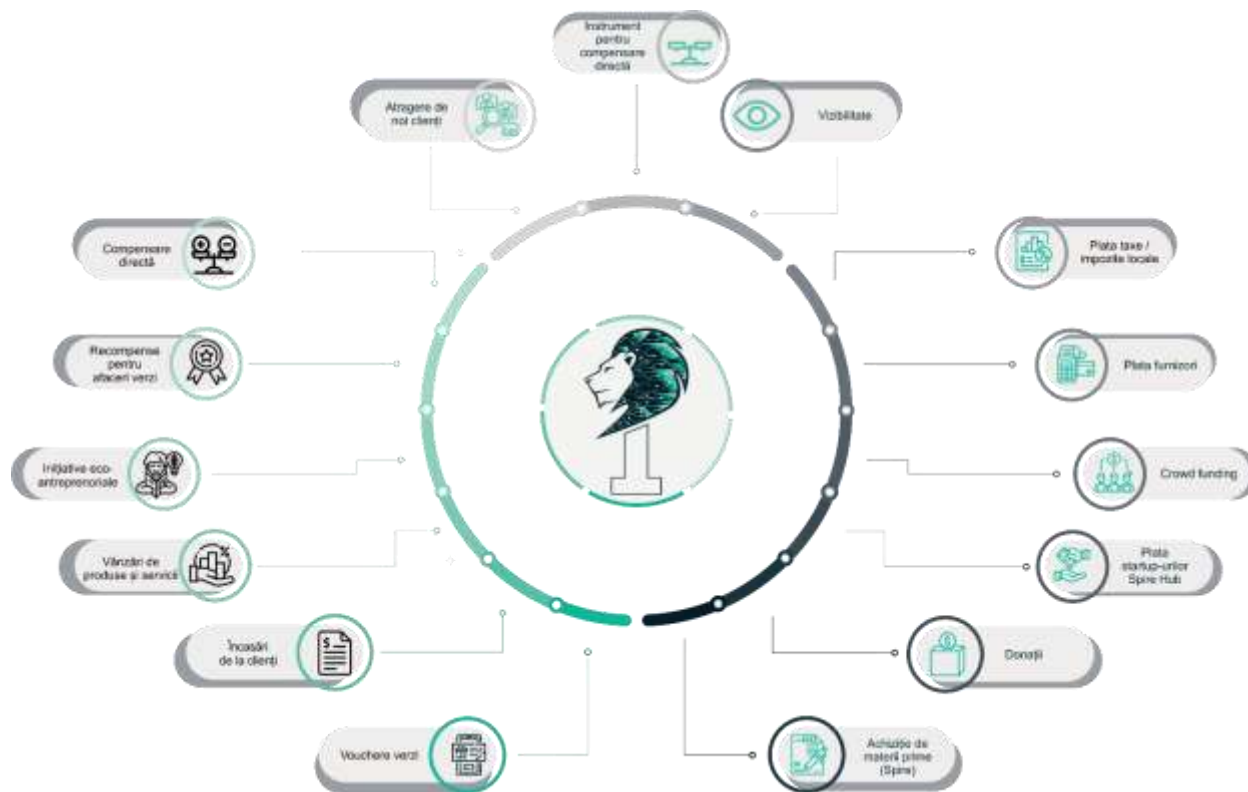 Instrument
pentru
compensare
directă
Atragere de
noi clienți
Vizibilitate
Compensare
directă
Plata taxe /
impozite locale
Recompense
pentru
afaceri verzi
Plata furnizori
Inițiative eco-
antreprenoriale
Crowd funding
Vânzări de
produse și servicii
Plata
startup-urilor
Spire Hub
Încasări
de la clienți
Donații
Vouchere verzi
Achiziție de
materii prime
(Spire)